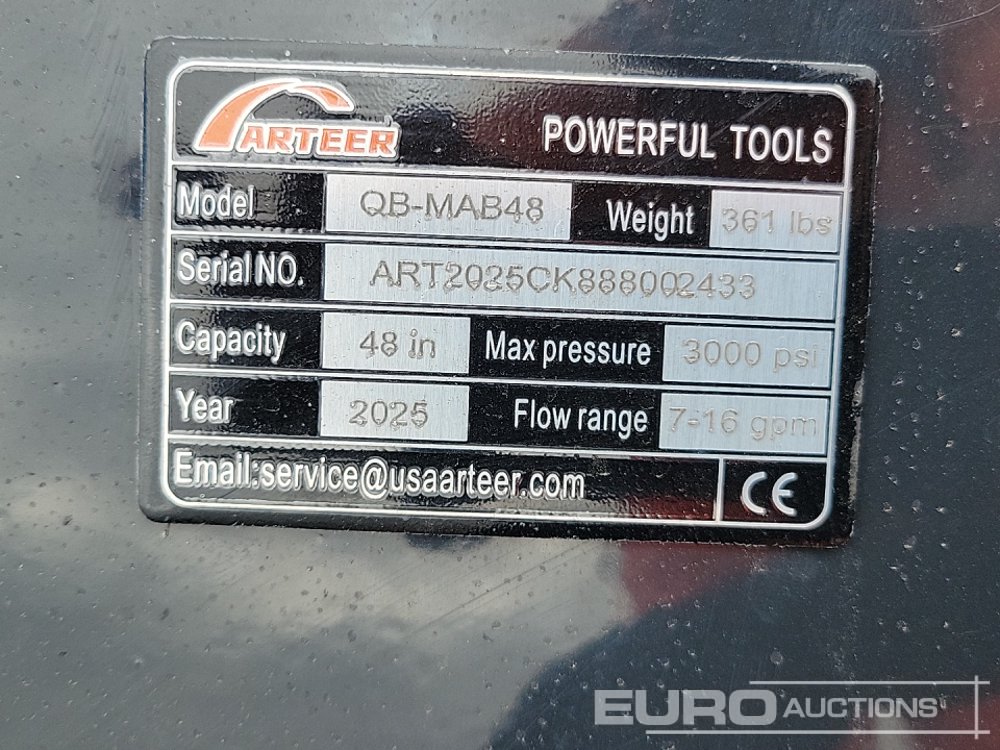 ARTEER POWERFUL TOOLS
Model QB-MAB48 Weight 361 lbs
Serial NO. ART2025CK888002433
Capacity 48 in Max pressure 3000 psi
Year 2025 Flow range 7-16 gpm
Email:service@usaarteer.com CE
EURO AUCTIONS